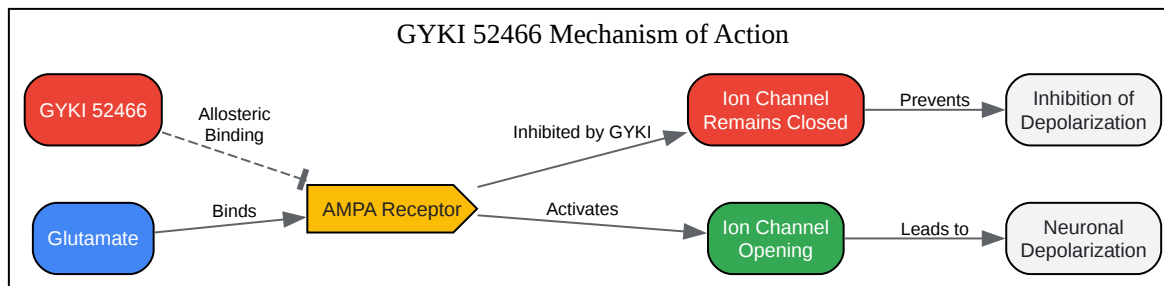 GYKI 52466 Mechanism of Action
GYKI 52466
Allosteric
Binding
Inhibited by GYKI
Ion Channel
Remains Closed
Prevents
Inhibition of
Depolarization
Glutamate
Binds
AMPA Receptor
Activates
Ion Channel
Opening
Leads to
Neuronal
Depolarization